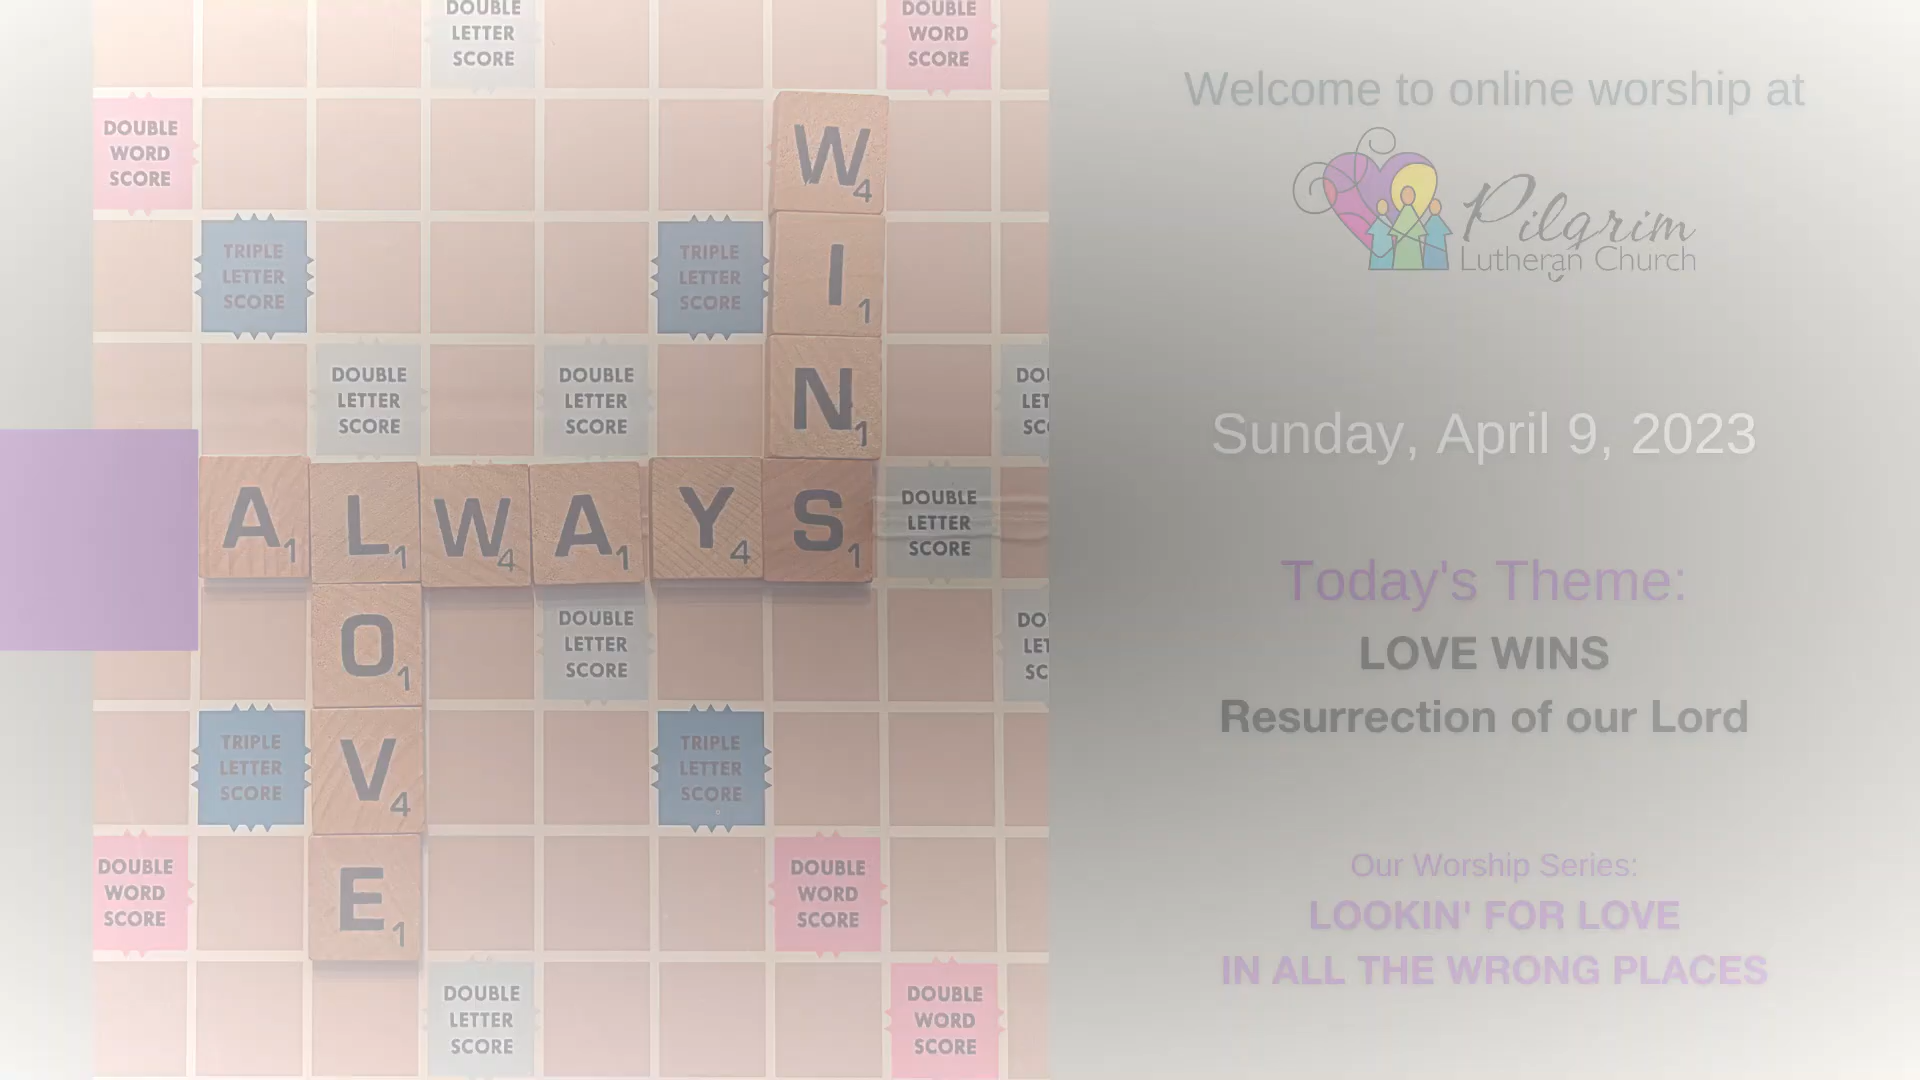 DOUBLE
LETTER
SCORE
DOUBLE
WORD
SCORE
DOUBLE
WORD
SCORE
W4
TRIPLE
LETTER
SCORE
TRIPLE
LETTER
SCORE
I1
DOUBLE
LETTER
SCORE
DOUBLE
LETTER
SCORE
N1
A1 L1 W4 A1 Y4 S1
DOUBLE
LETTER
SCORE
O1
DOUBLE
LETTER
SCORE
TRIPLE
LETTER
SCORE
V4
TRIPLE
LETTER
SCORE
DOUBLE
WORD
SCORE
E1
DOUBLE
WORD
SCORE
DOUBLE
LETTER
SCORE
DOUBLE
WORD
SCORE
Welcome to online worship at
Pilgrim
Lutheran Church
Sunday, April 9, 2023
Today's Theme:
LOVE WINS
Resurrection of our Lord
Our Worship Series:
LOOKIN' FOR LOVE
IN ALL THE WRONG PLACES